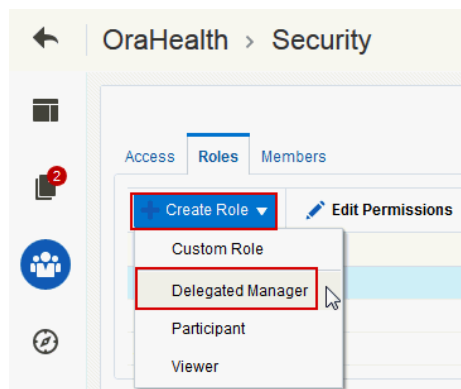 OraHealth > Security
2
Access Roles Members
Create Role Edit Permissions
Custom Role
Delegated Manager
Participant
Viewer